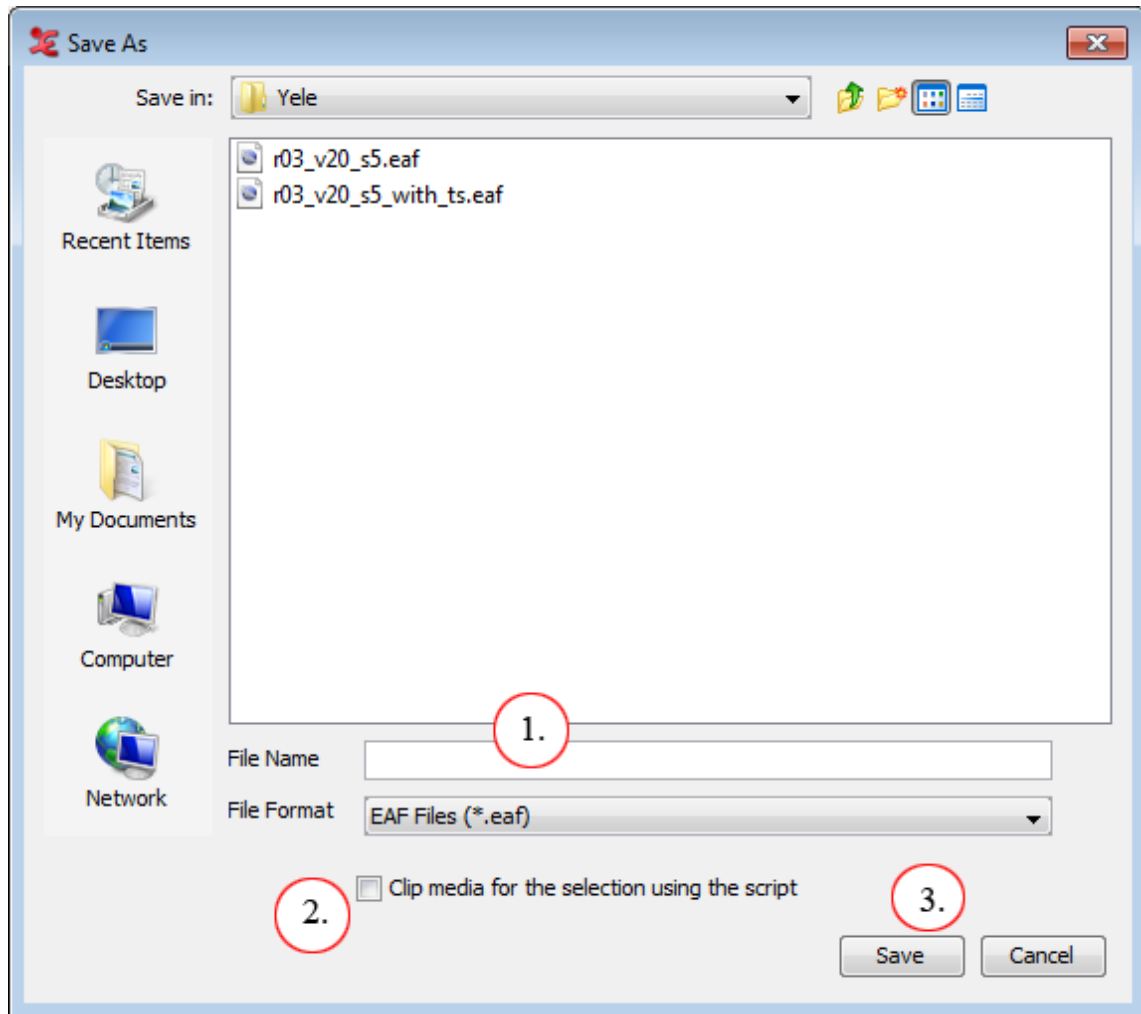 Save As
Save in: Yele
r03_v20_s5.eaf
r03_v20_s5_with_ts.eaf
Recent Items
Desktop
My Documents
Computer
Network
1.
File Name
File Format EAF Files (*.eaf)
2. Clip media for the selection using the script
3.
Save Cancel